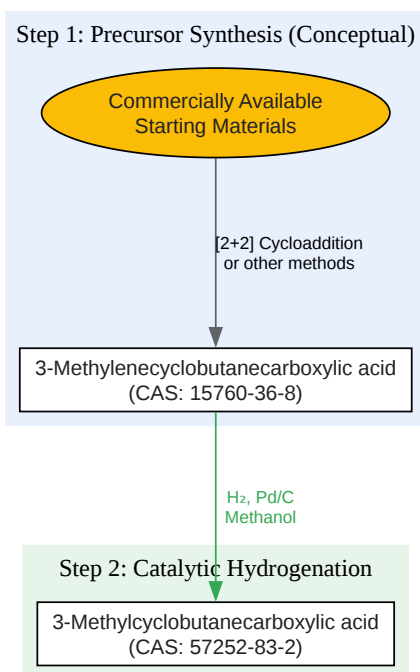 Step 1: Precursor Synthesis (Conceptual)
Commercially Available
Starting Materials
[2+2] Cycloaddition
or other methods
3-Methylenecyclobutanecarboxylic acid
(CAS: 15760-36-8)
H₂, Pd/C
Methanol
Step 2: Catalytic Hydrogenation
3-Methylcyclobutanecarboxylic acid
(CAS: 57252-83-2)